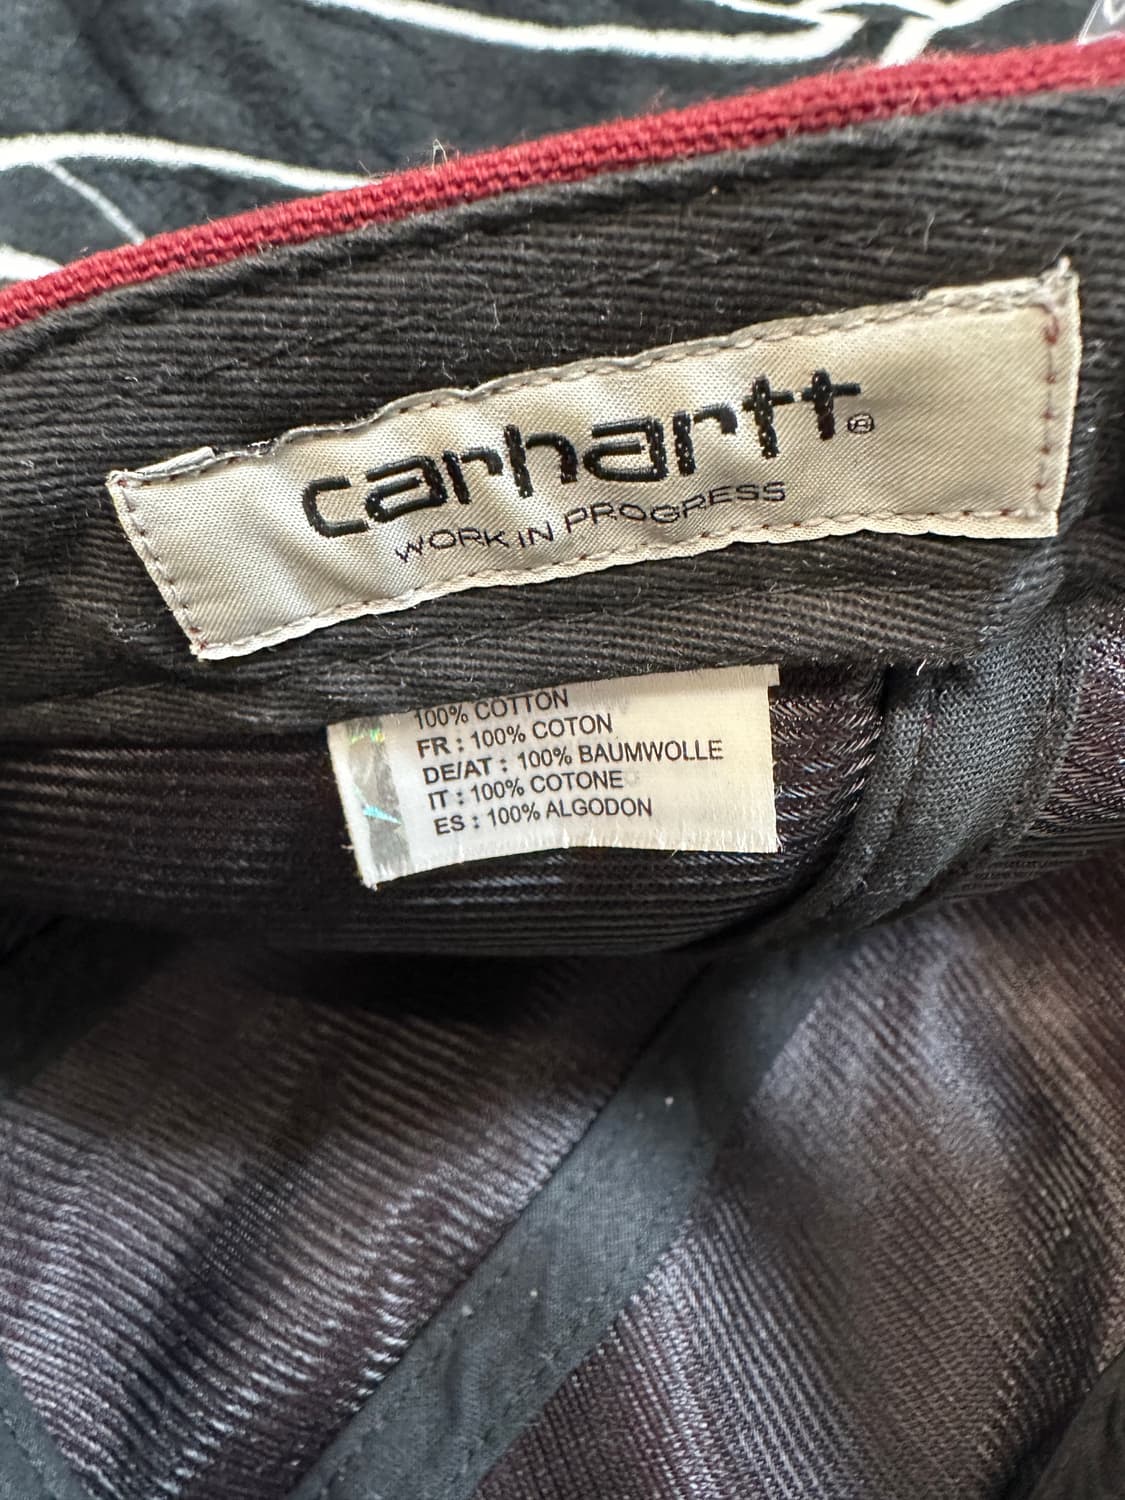 carhartt®
WORK IN PROGRESS
100% COTTON
FR : 100% COTON
DE/AT : 100% BAUMWOLLE
IT : 100% COTONE
ES : 100% ALGODON